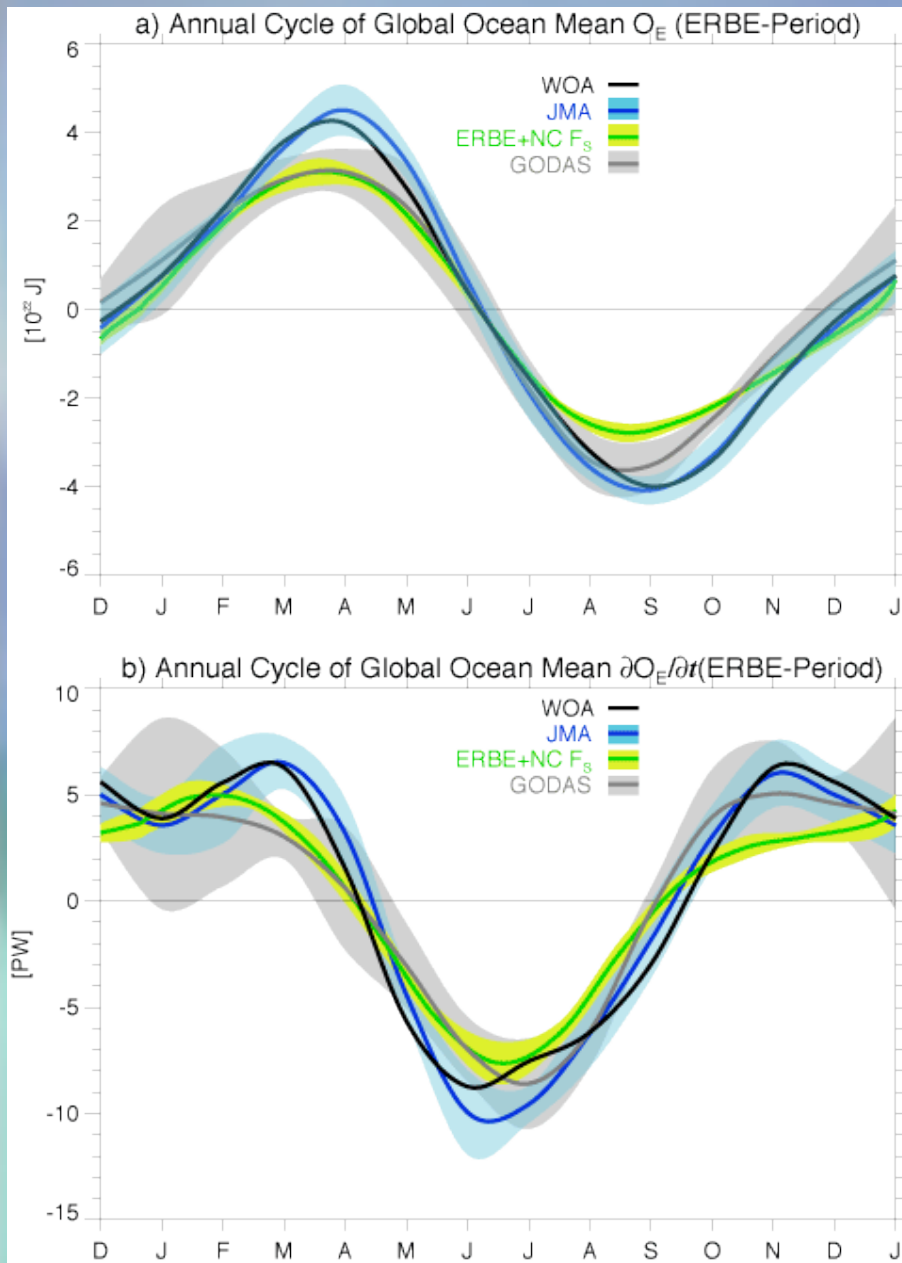 a) Annual Cycle of Global Ocean Mean O_E (ERBE-Period)
6
4
2
0
-2
-4
-6
[10²² J]
WOA
JMA
ERBE+NC F_S
GODAS
D J F M A M J J A S O N D J
b) Annual Cycle of Global Ocean Mean ∂O_E/∂t(ERBE-Period)
10
5
0
-5
-10
-15
[PW]
WOA
JMA
ERBE+NC F_S
GODAS
D J F M A M J J A S O N D J